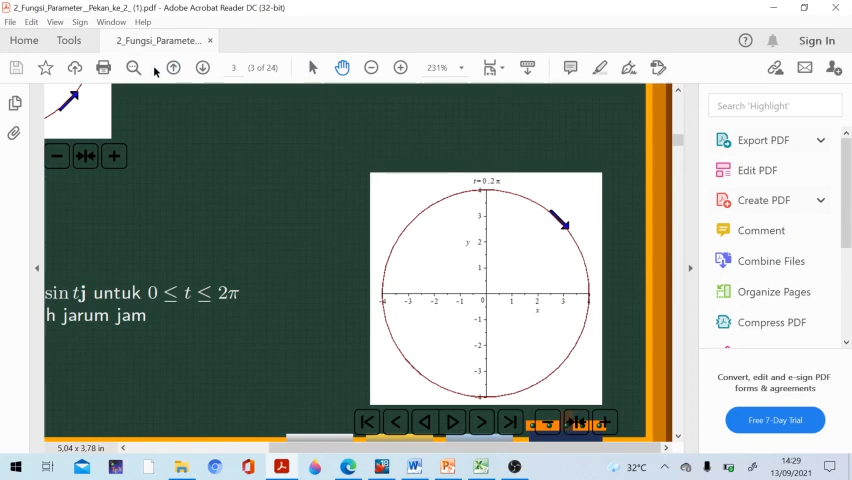 2_Fungsi_Parameter__Pekan_ke_2_ (1).pdf - Adobe Acrobat Reader DC (32-bit)
File Edit View Sign Window Help
Home Tools 2_Fungsi_Paramete... × Sign In
3 (3 of 24) 231%
Search 'Highlight'
Export PDF
Edit PDF
Create PDF
Comment
Combine Files
Organize Pages
Compress PDF
Convert, edit and e-sign PDF
forms & agreements
Free 7-Day Trial
t = 0 ..2 π
4
3
y 2
1
-4 -3 -2 -1 0 1 2 3 4
x
-1
-2
-3
-4
sin tj untuk 0 ≤ t ≤ 2π
h jarum jam
5,04 x 3,78 in
32°C 14:29
13/09/2021